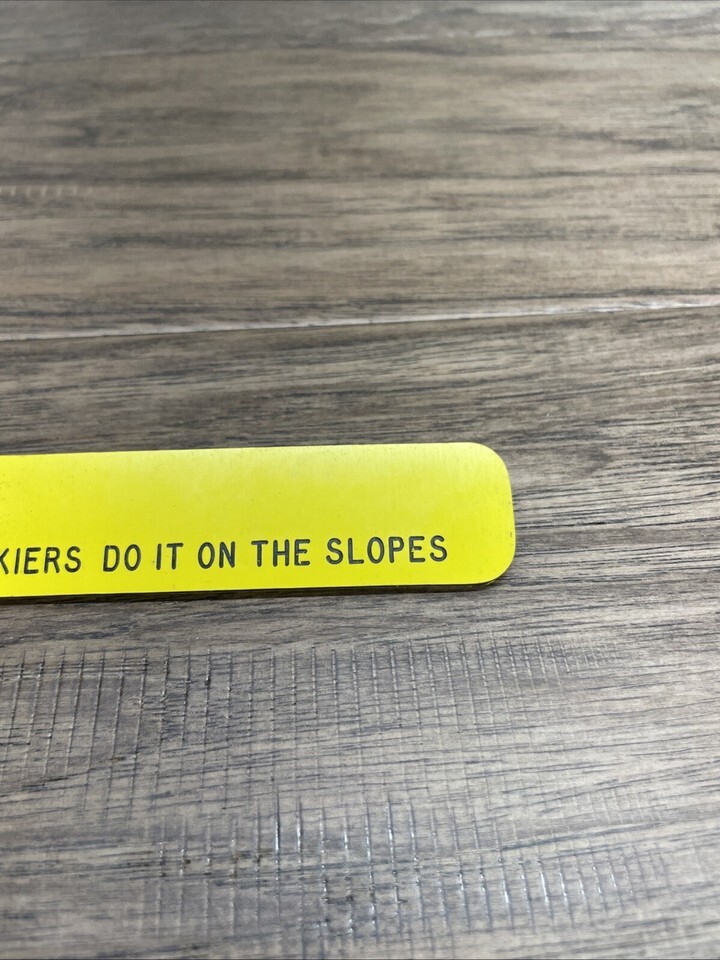 KIERS DO IT ON THE SLOPES